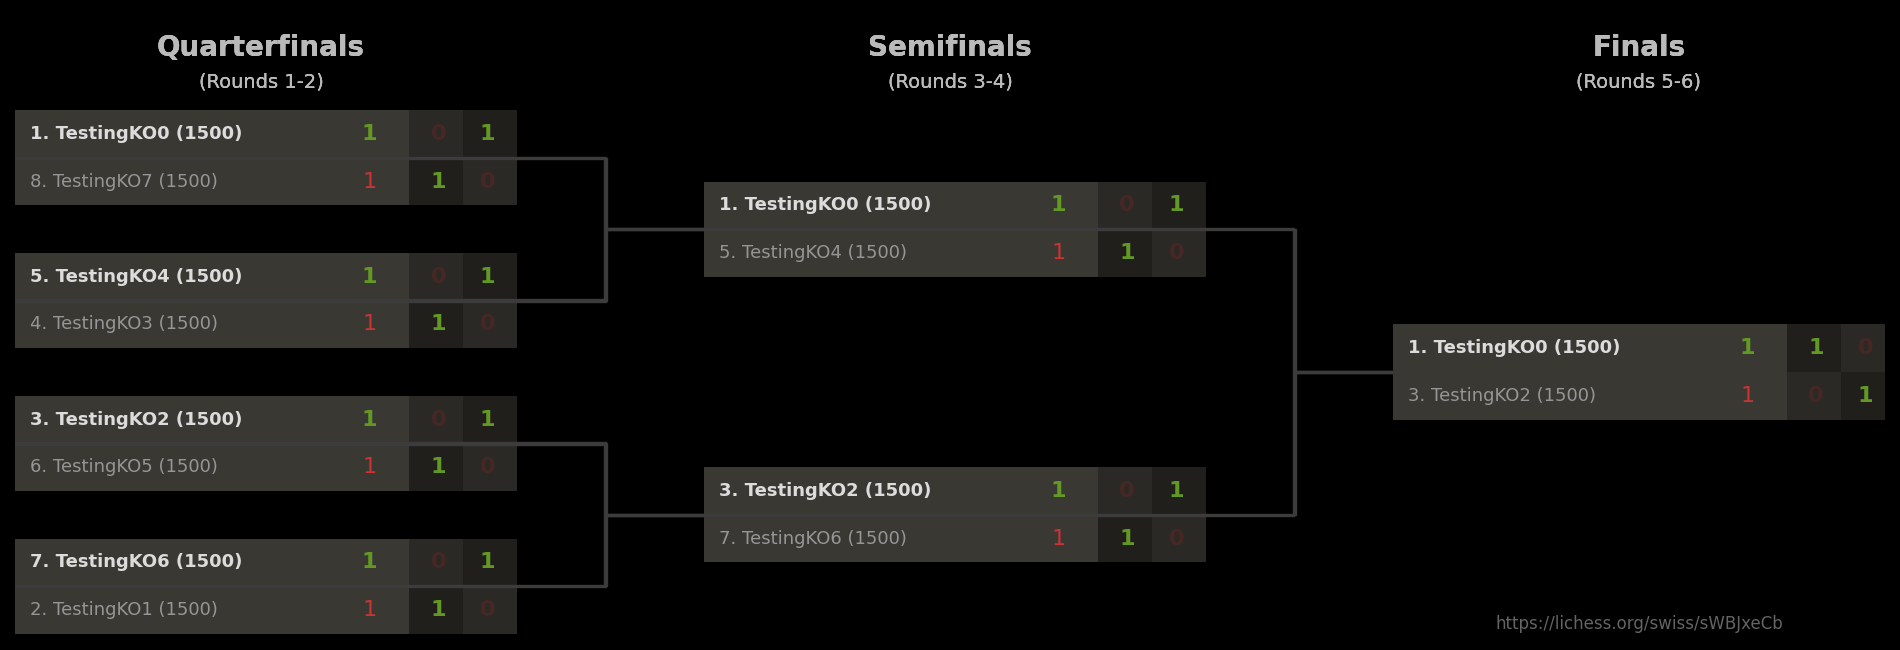 Quarterfinals
(Rounds 1-2)
1. TestingKO0 (1500) 1 0 1
8. TestingKO7 (1500) 1 1 0
5. TestingKO4 (1500) 1 0 1
4. TestingKO3 (1500) 1 1 0
3. TestingKO2 (1500) 1 0 1
6. TestingKO5 (1500) 1 1 0
7. TestingKO6 (1500) 1 0 1
2. TestingKO1 (1500) 1 1 0
Semifinals
(Rounds 3-4)
1. TestingKO0 (1500) 1 0 1
5. TestingKO4 (1500) 1 1 0
3. TestingKO2 (1500) 1 0 1
7. TestingKO6 (1500) 1 1 0
Finals
(Rounds 5-6)
1. TestingKO0 (1500) 1 1 0
3. TestingKO2 (1500) 1 0 1
https://lichess.org/swiss/sWBJxeCb